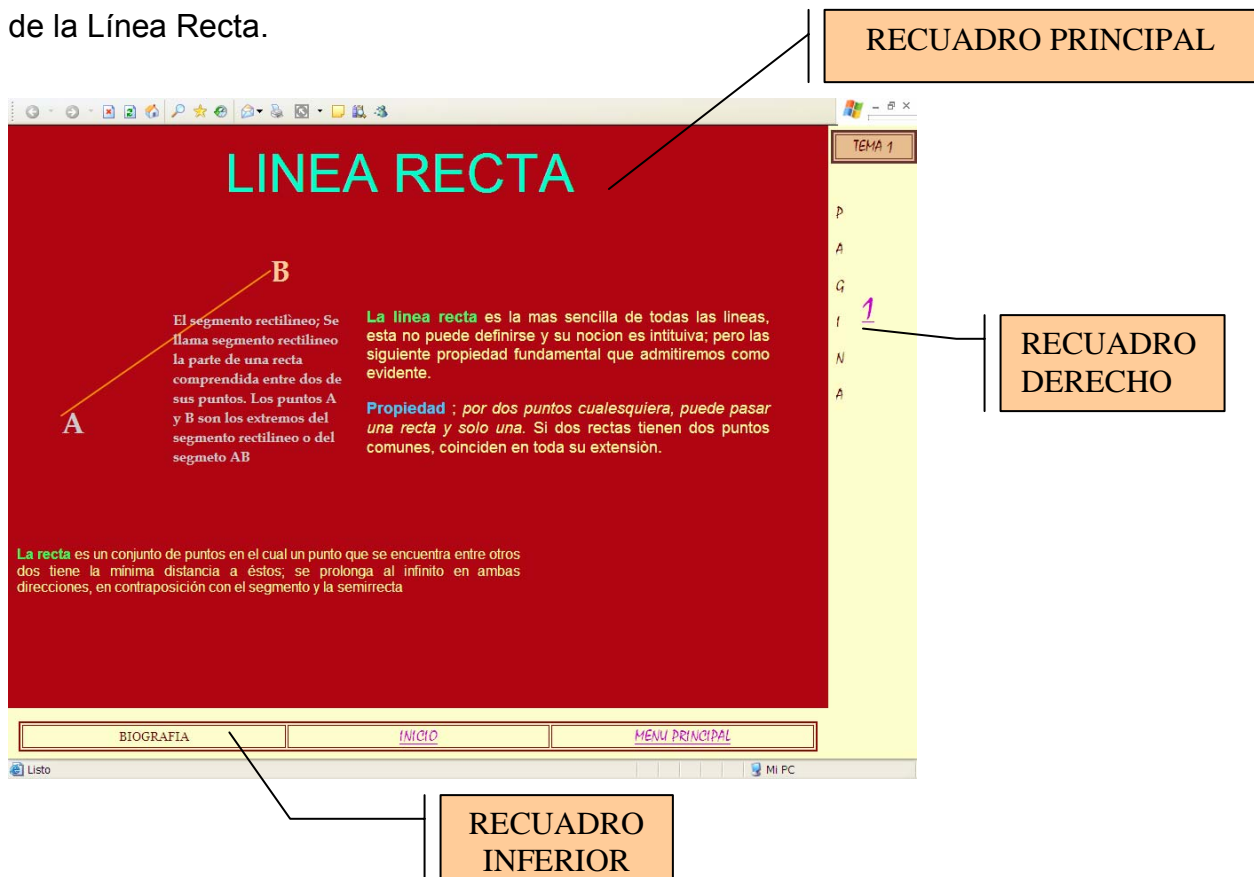 de la Línea Recta.
RECUADRO PRINCIPAL
TEMA 1
LINEA RECTA
P
A
G
I
N
A
1
B
A
El segmento rectilineo; Se
llama segmento rectilineo
la parte de una recta
comprendida entre dos de
sus puntos. Los puntos A
y B son los extremos del
segmento rectilineo o del
segmeto AB
La linea recta es la mas sencilla de todas las lineas,
esta no puede definirse y su nocion es intituiva; pero las
siguiente propiedad fundamental que admitiremos como
evidente.
Propiedad ; por dos puntos cualesquiera, puede pasar
una recta y solo una. Si dos rectas tienen dos puntos
comunes, coinciden en toda su extensiòn.
RECUADRO
DERECHO
La recta es un conjunto de puntos en el cual un punto que se encuentra entre otros
dos tiene la mínima distancia a éstos; se prolonga al infinito en ambas
direcciones, en contraposición con el segmento y la semirrecta
BIOGRAFIA INICIO MENU PRINCIPAL
Listo Mi PC
RECUADRO
INFERIOR